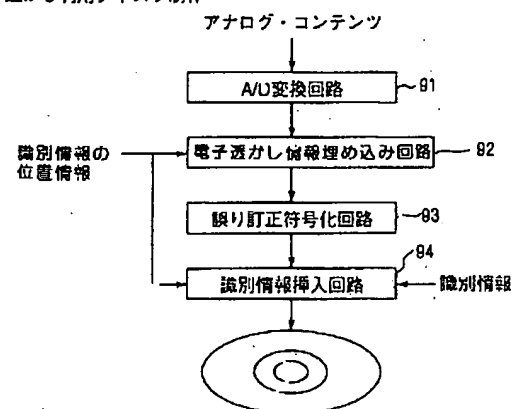 アナログ・コンテンツ
A/D変換回路
91
識別情報の
位置情報
電子透かし情報埋め込み回路
92
誤り訂正符号化回路
93
94
識別情報挿入回路
識別情報